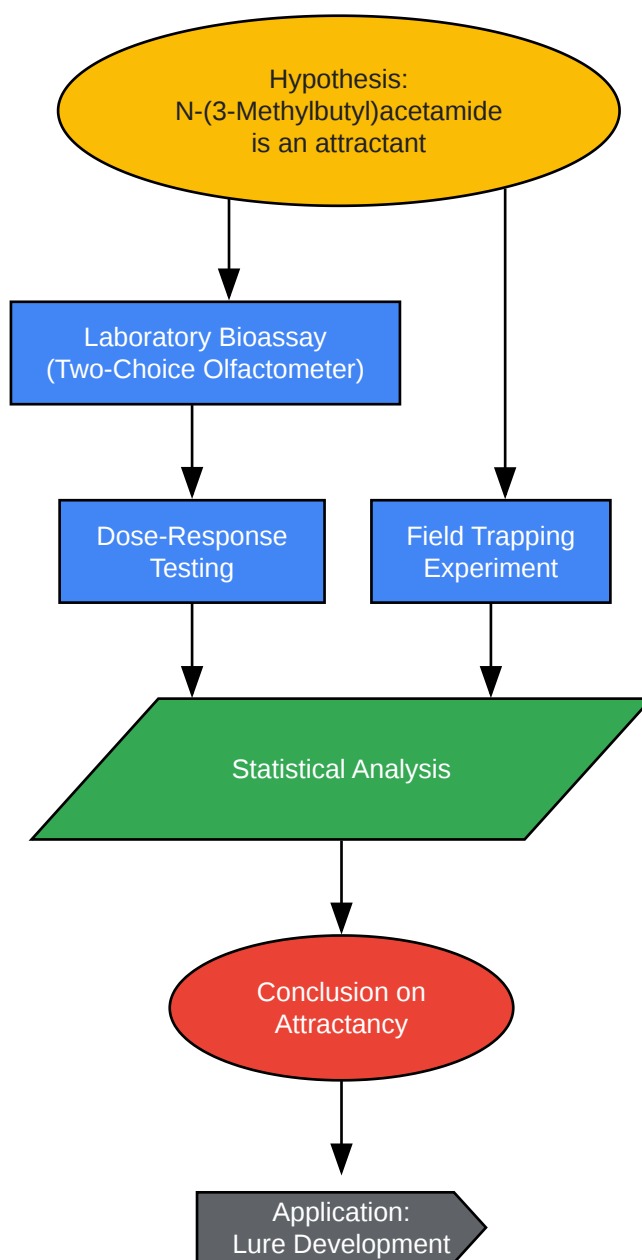 Hypothesis:
N-(3-Methylbutyl)acetamide
is an attractant
Laboratory Bioassay
(Two-Choice Olfactometer)
Dose-Response
Testing
Field Trapping
Experiment
Statistical Analysis
Conclusion on
Attractancy
Application:
Lure Development